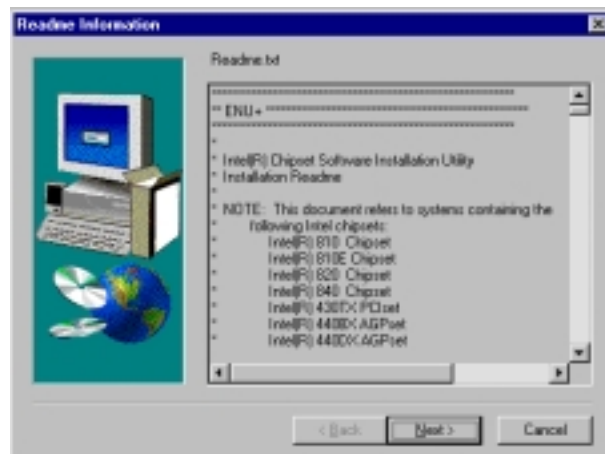 Readme Information
Readme.txt
** ENU+ **
*
* Intel(R) Chipset Software Installation Utility
* Installation Readme
*
* NOTE: This document refers to systems containing the
* following Intel chipsets:
* Intel(R) 810 Chipset
* Intel(R) 810E Chipset
* Intel(R) 820 Chipset
* Intel(R) 840 Chipset
* Intel(R) 430TX PCIset
* Intel(R) AGPset
* Intel(R) AGPset
< Back
Next >
Cancel